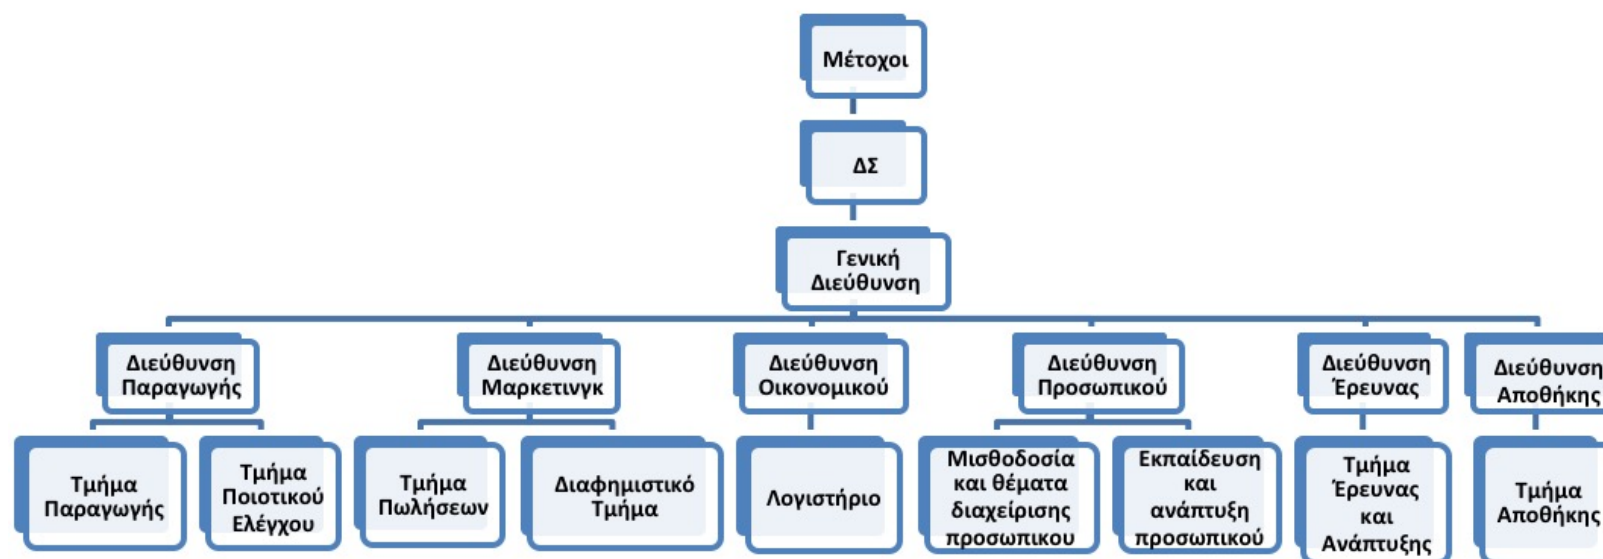 Μέτοχοι
ΔΣ
Γενική
Διεύθυνση
Διεύθυνση
Παραγωγής
Διεύθυνση
Μαρκετινγκ
Διεύθυνση
Οικονομικού
Διεύθυνση
Προσωπικού
Διεύθυνση
Έρευνας
Διεύθυνση
Αποθήκης
Τμήμα
Παραγωγής
Τμήμα
Ποιοτικού
Ελέγχου
Τμήμα
Πωλήσεων
Διαφημιστικό
Τμήμα
Λογιστήριο
Μισθοδοσία
και θέματα
διαχείρισης
προσωπικου
Εκπαίδευση
και
ανάπτυξη
προσωπικού
Τμήμα
Έρευνας
και
Ανάπτυξης
Τμήμα
Αποθήκης